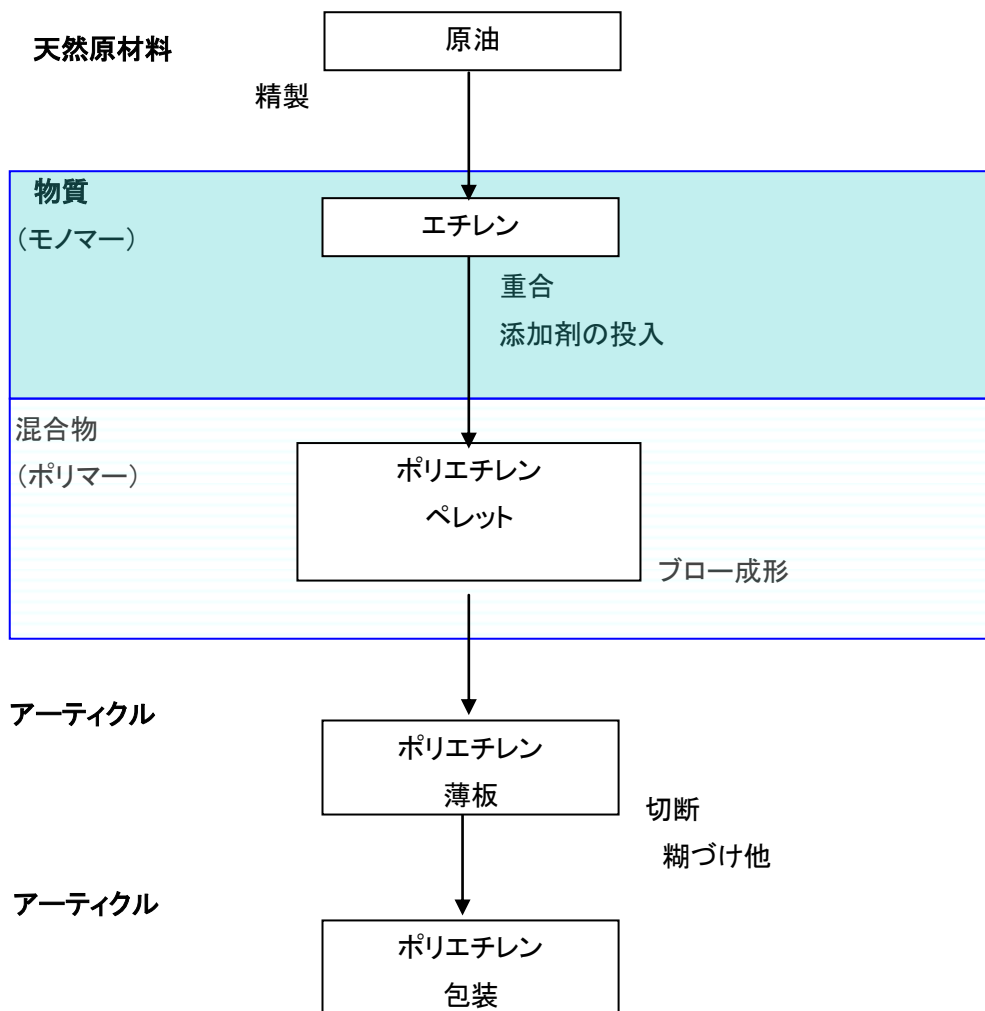 天然原材料
原油
精製
物質
（モノマー）
エチレン
重合
添加剤の投入
混合物
（ポリマー）
ポリエチレン
ペレット
ブロー成形
アーティクル
ポリエチレン
薄板
切断
糊づけ他
アーティクル
ポリエチレン
包装